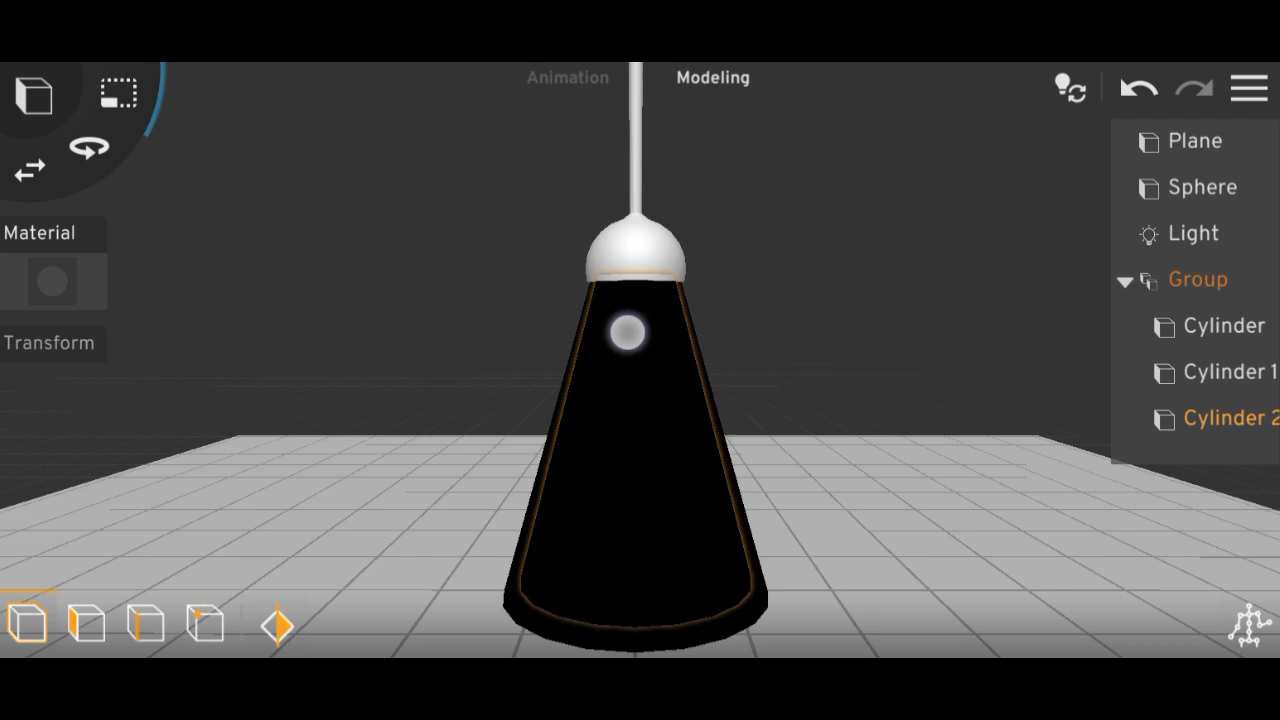 Animation
Modeling
Material
Transform
Plane
Sphere
Light
Group
Cylinder
Cylinder 1
Cylinder 2